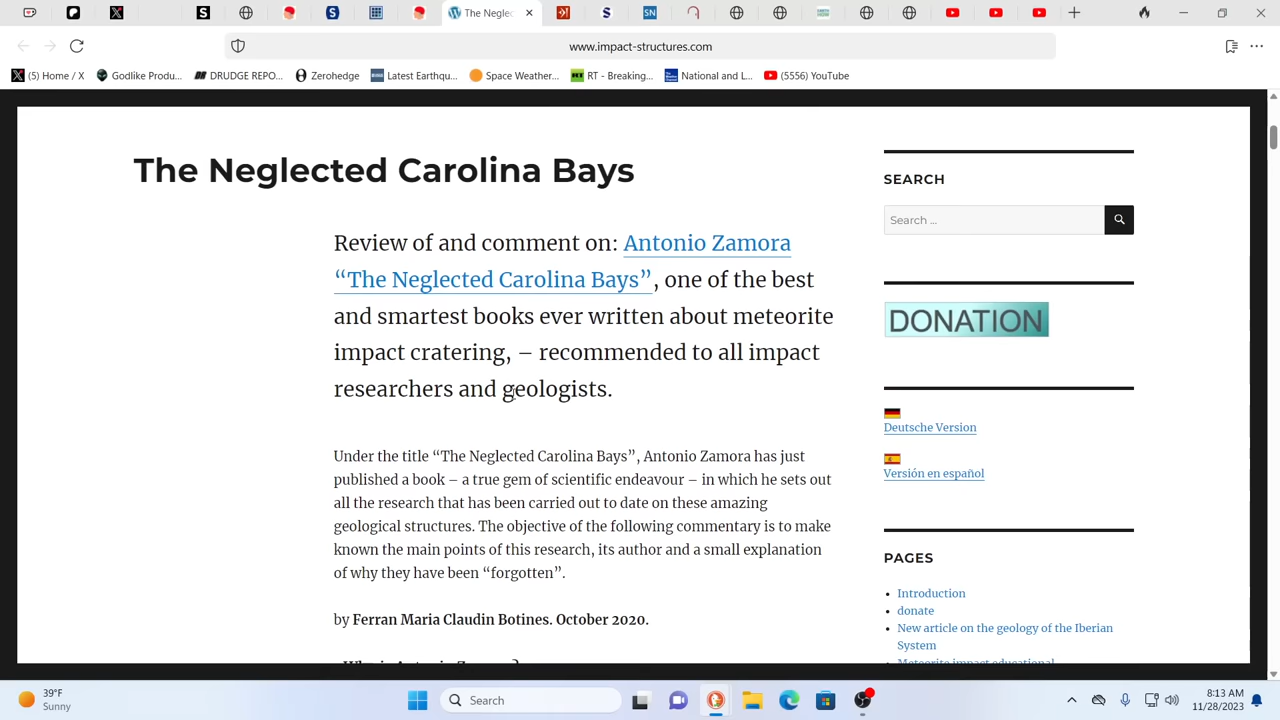 The Neglec
www.impact-structures.com
(5) Home / X
Godlike Produ...
DRUDGE REPO...
Zerohedge
Latest Earthqu...
Space Weather...
RT - Breaking...
National and L...
(5556) YouTube
The Neglected Carolina Bays
Review of and comment on: Antonio Zamora
“The Neglected Carolina Bays”, one of the best
and smartest books ever written about meteorite
impact cratering, – recommended to all impact
researchers and geologists.
Under the title “The Neglected Carolina Bays”, Antonio Zamora has just
published a book – a true gem of scientific endeavour – in which he sets out
all the research that has been carried out to date on these amazing
geological structures. The objective of the following commentary is to make
known the main points of this research, its author and a small explanation
of why they have been “forgotten”.
by Ferran Maria Claudin Botines. October 2020.
Who is Antonio Zamora?
SEARCH
Search ...
DONATION
Deutsche Version
Versión en español
PAGES
Introduction
donate
New article on the geology of the Iberian
System
Meteorite impact educational
39°F
Sunny
Search
8:13 AM
11/28/2023